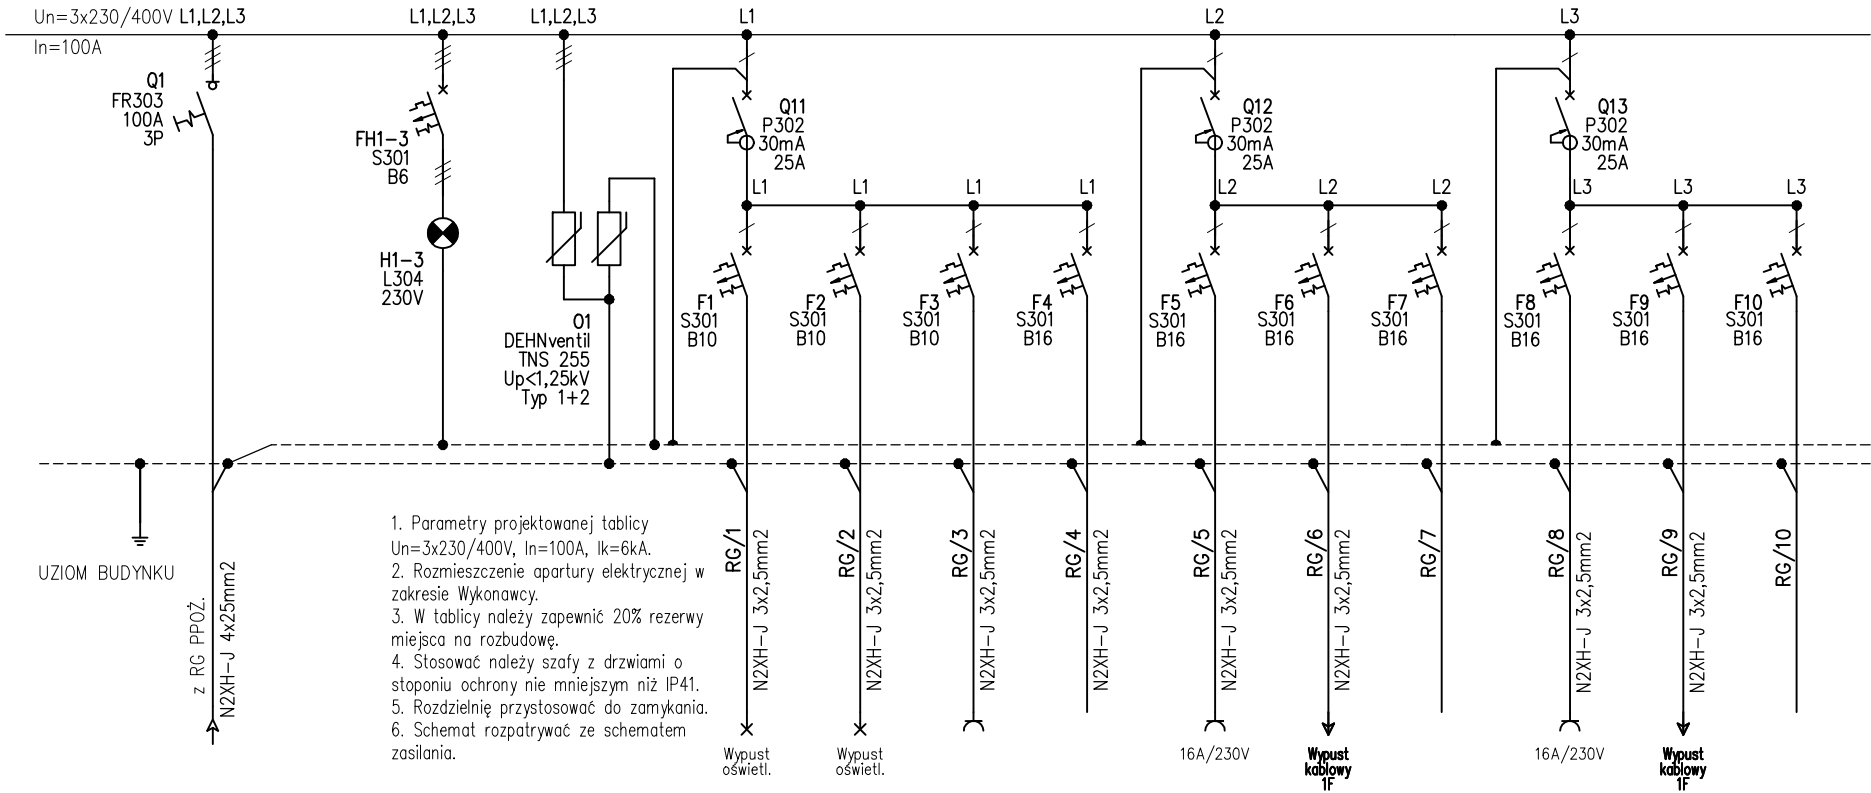 Un=3x230/400V L1,L2,L3
In=100A
L1,L2,L3
L1,L2,L3
L1
L2
L3
Q1
FR303
100A
3P
FH1-3
S301
B6
H1-3
L304
230V
O1
DEHNventil
TNS 255
Up<1,25kV
Typ 1+2
Q11
P302
30mA
25A
Q12
P302
30mA
25A
Q13
P302
30mA
25A
L1
L1
L1
L1
L2
L2
L2
L3
L3
L3
F1
S301
B10
F2
S301
B10
F3
S301
B10
F4
S301
B16
F5
S301
B16
F6
S301
B16
F7
S301
B16
F8
S301
B16
F9
S301
B16
F10
S301
B16
UZIOM BUDYNKU
z RG PPOŻ.
N2XH-J 4x25mm2
1. Parametry projektowanej tablicy
Un=3x230/400V, In=100A, Ik=6kA.
2. Rozmieszczenie apartury elektrycznej w
zakresie Wykonawcy.
3. W tablicy należy zapewnić 20% rezerwy
miejsca na rozbudowę.
4. Stosować należy szafy z drzwiami o
stoponiu ochrony nie mniejszym niż IP41.
5. Rozdzielnię przystosować do zamykania.
6. Schemat rozpatrywać ze schematem
zasilania.
RG/1
N2XH-J 3x2,5mm2
RG/2
N2XH-J 3x2,5mm2
RG/3
N2XH-J 3x2,5mm2
RG/4
N2XH-J 3x2,5mm2
RG/5
N2XH-J 3x2,5mm2
RG/6
N2XH-J 3x2,5mm2
RG/7
RG/8
N2XH-J 3x2,5mm2
RG/9
N2XH-J 3x2,5mm2
RG/10
Wypust
oświetl.
Wypust
oświetl.
16A/230V
Wypust
kablowy
1F
16A/230V
Wypust
kablowy
1F